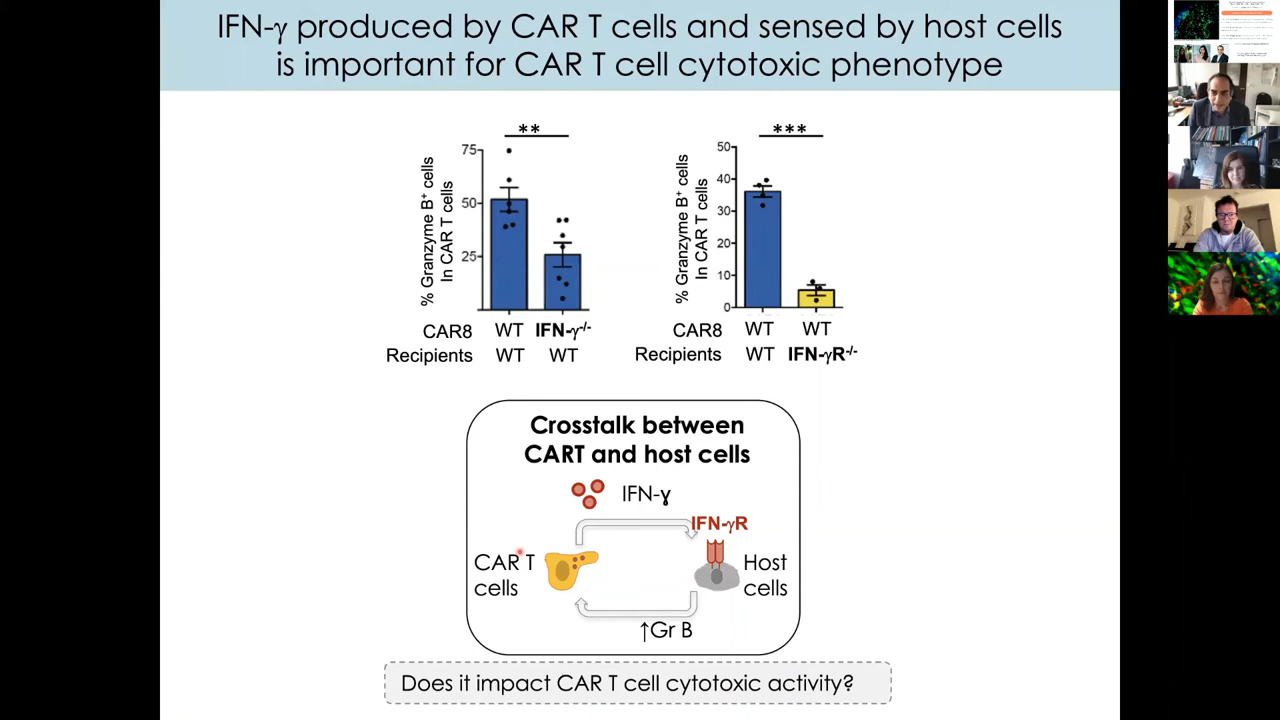 IFN-γ produced by CAR T cells and sensed by host cells
is important for CAR T cell cytotoxic phenotype
**
75
50
25
% Granzyme B⁺ cells
In CAR T cells
CAR8 WT IFN-γ-/-
Recipients WT WT
***
50
40
30
20
10
0
% Granzyme B⁺ cells
In CAR T cells
CAR8 WT WT
Recipients WT IFN-γR-/-
Crosstalk between
CART and host cells
IFN-γ
IFN-γR
CAR T
cells
Host
cells
↑Gr B
Does it impact CAR T cell cytotoxic activity?